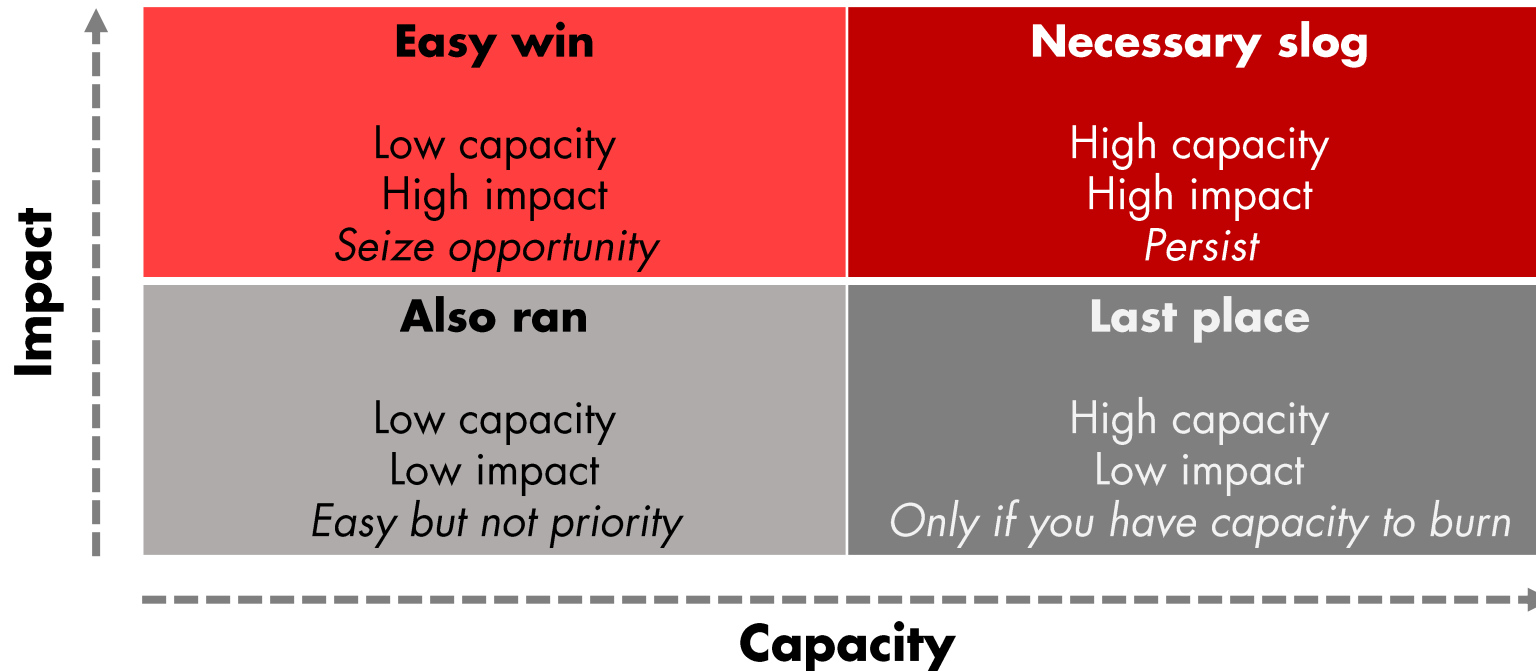 Impact
Easy win
Low capacity
High impact
Seize opportunity
Necessary slog
High capacity
High impact
Persist
Also ran
Low capacity
Low impact
Easy but not priority
Last place
High capacity
Low impact
Only if you have capacity to burn
Capacity